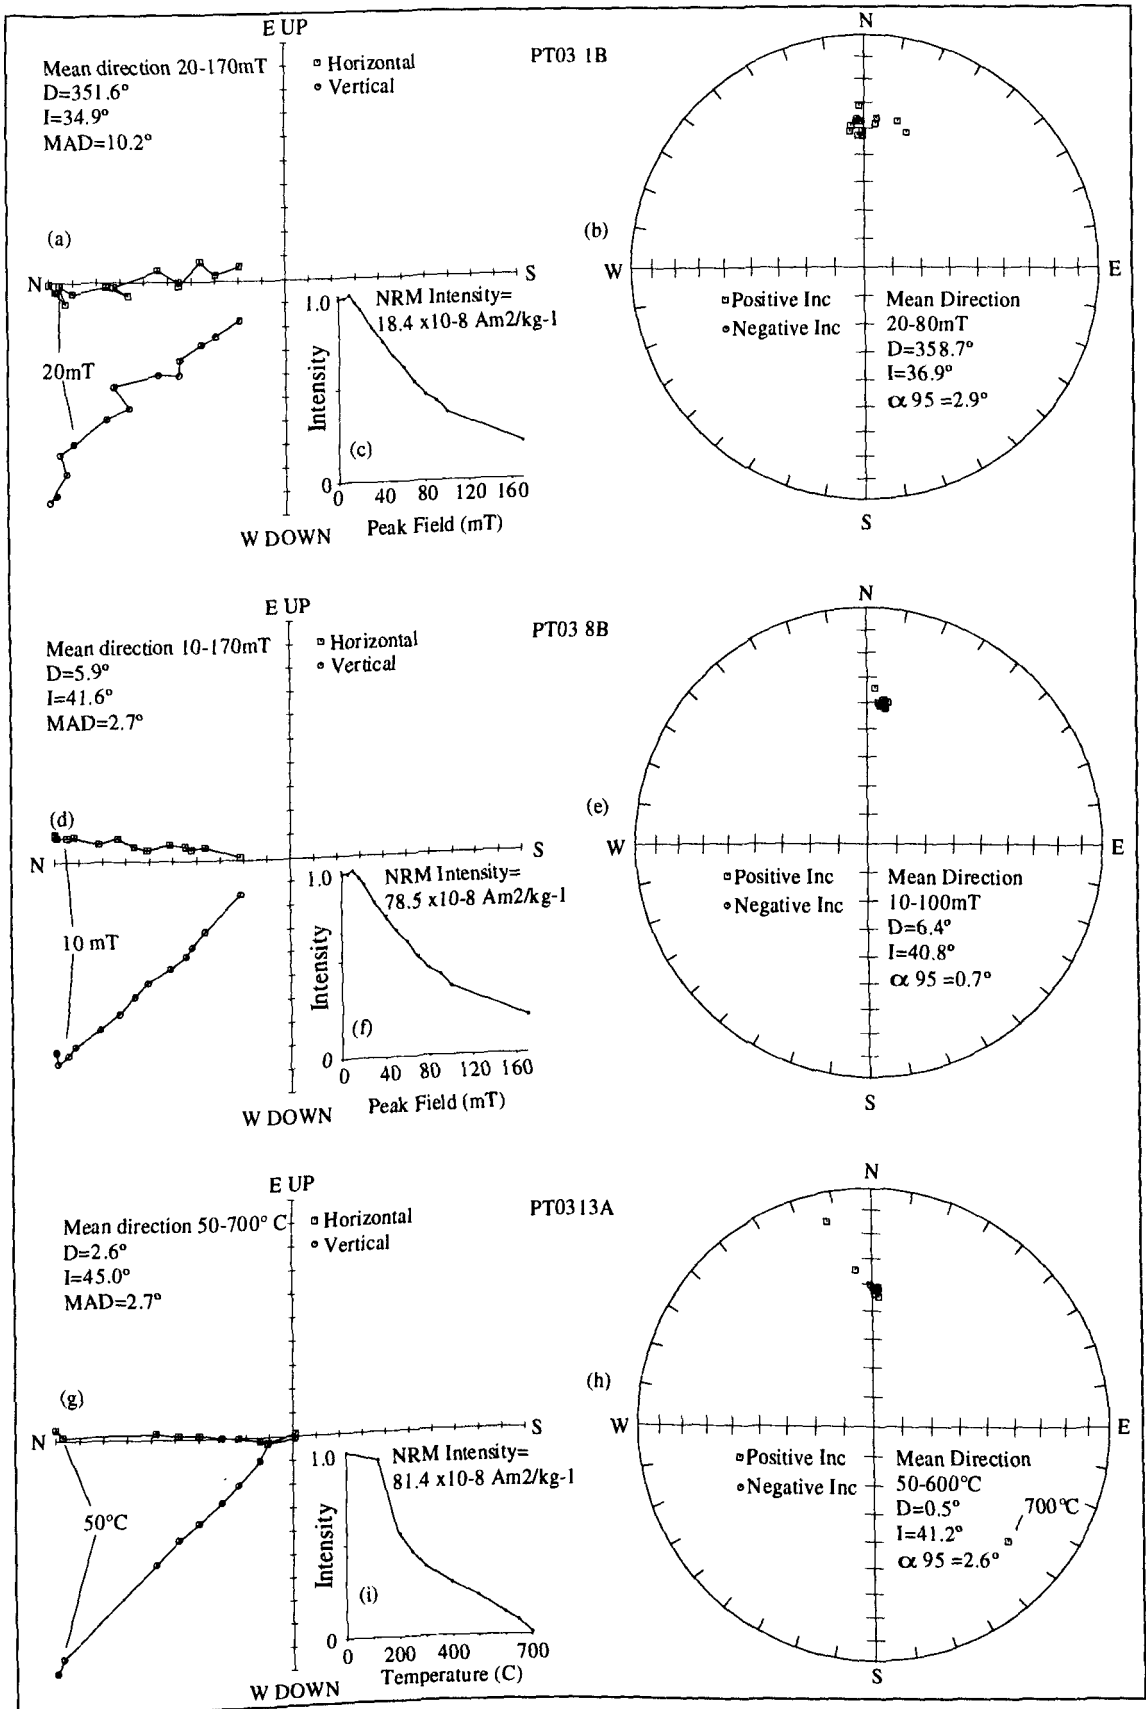 E UP
PT03 1B
Mean direction 20-170mT
D=351.6°
I=34.9°
MAD=10.2°
Horizontal
Vertical
(a)
N
S
20mT
W DOWN
NRM Intensity=
18.4 x10-8 Am2/kg-1
1.0
Intensity
(c)
0
0 40 80 120 160
Peak Field (mT)
N
(b)
W
E
Positive Inc
Negative Inc
Mean Direction
20-80mT
D=358.7°
I=36.9°
α 95 =2.9°
S
E UP
PT03 8B
Mean direction 10-170mT
D=5.9°
I=41.6°
MAD=2.7°
Horizontal
Vertical
(d)
N
S
10 mT
W DOWN
NRM Intensity=
78.5 x10-8 Am2/kg-1
1.0
Intensity
(f)
0
0 40 80 120 160
Peak Field (mT)
N
(e)
W
E
Positive Inc
Negative Inc
Mean Direction
10-100mT
D=6.4°
I=40.8°
α 95 =0.7°
S
E UP
PT0313A
Mean direction 50-700° C
D=2.6°
I=45.0°
MAD=2.7°
Horizontal
Vertical
(g)
N
S
50°C
W DOWN
NRM Intensity=
81.4 x10-8 Am2/kg-1
1.0
Intensity
(i)
0
0 200 400 700
Temperature (C)
N
(h)
W
E
Positive Inc
Negative Inc
Mean Direction
50-600°C
D=0.5°
I=41.2°
α 95 =2.6°
700°C
S